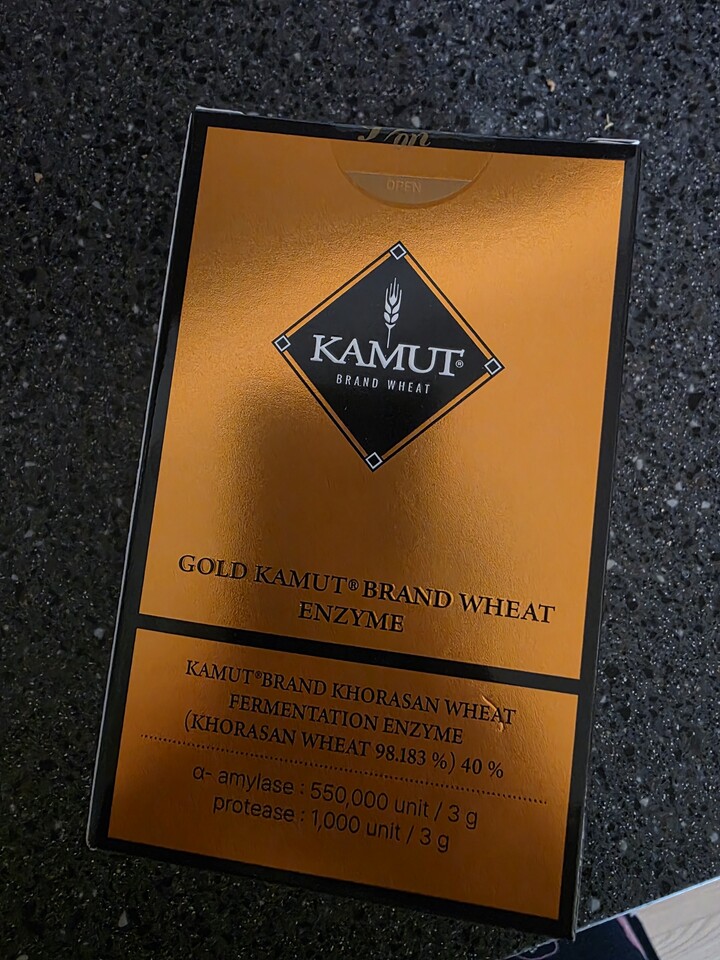 OPEN
KAMUT®
BRAND WHEAT
GOLD KAMUT® BRAND WHEAT
ENZYME
KAMUT®BRAND KHORASAN WHEAT
FERMENTATION ENZYME
(KHORASAN WHEAT 98.183 %) 40 %
α- amylase : 550,000 unit / 3 g
protease : 1,000 unit / 3 g